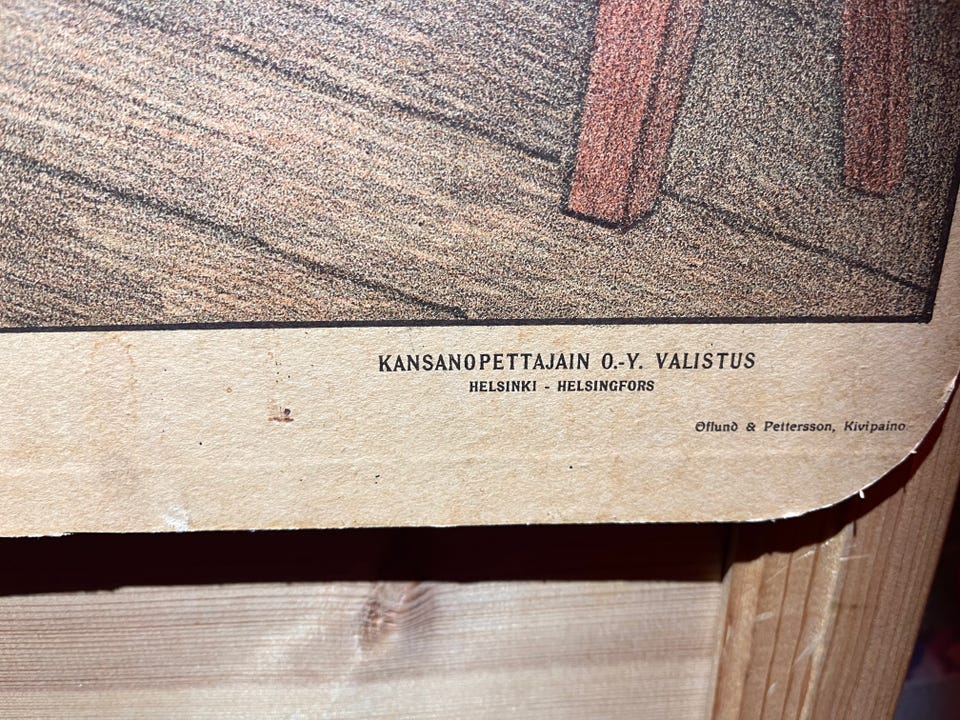 KANSANOPETTAJAIN O.-Y. VALISTUS
HELSINKI - HELSINGFORS
Öflund & Pettersson, Kivipaino